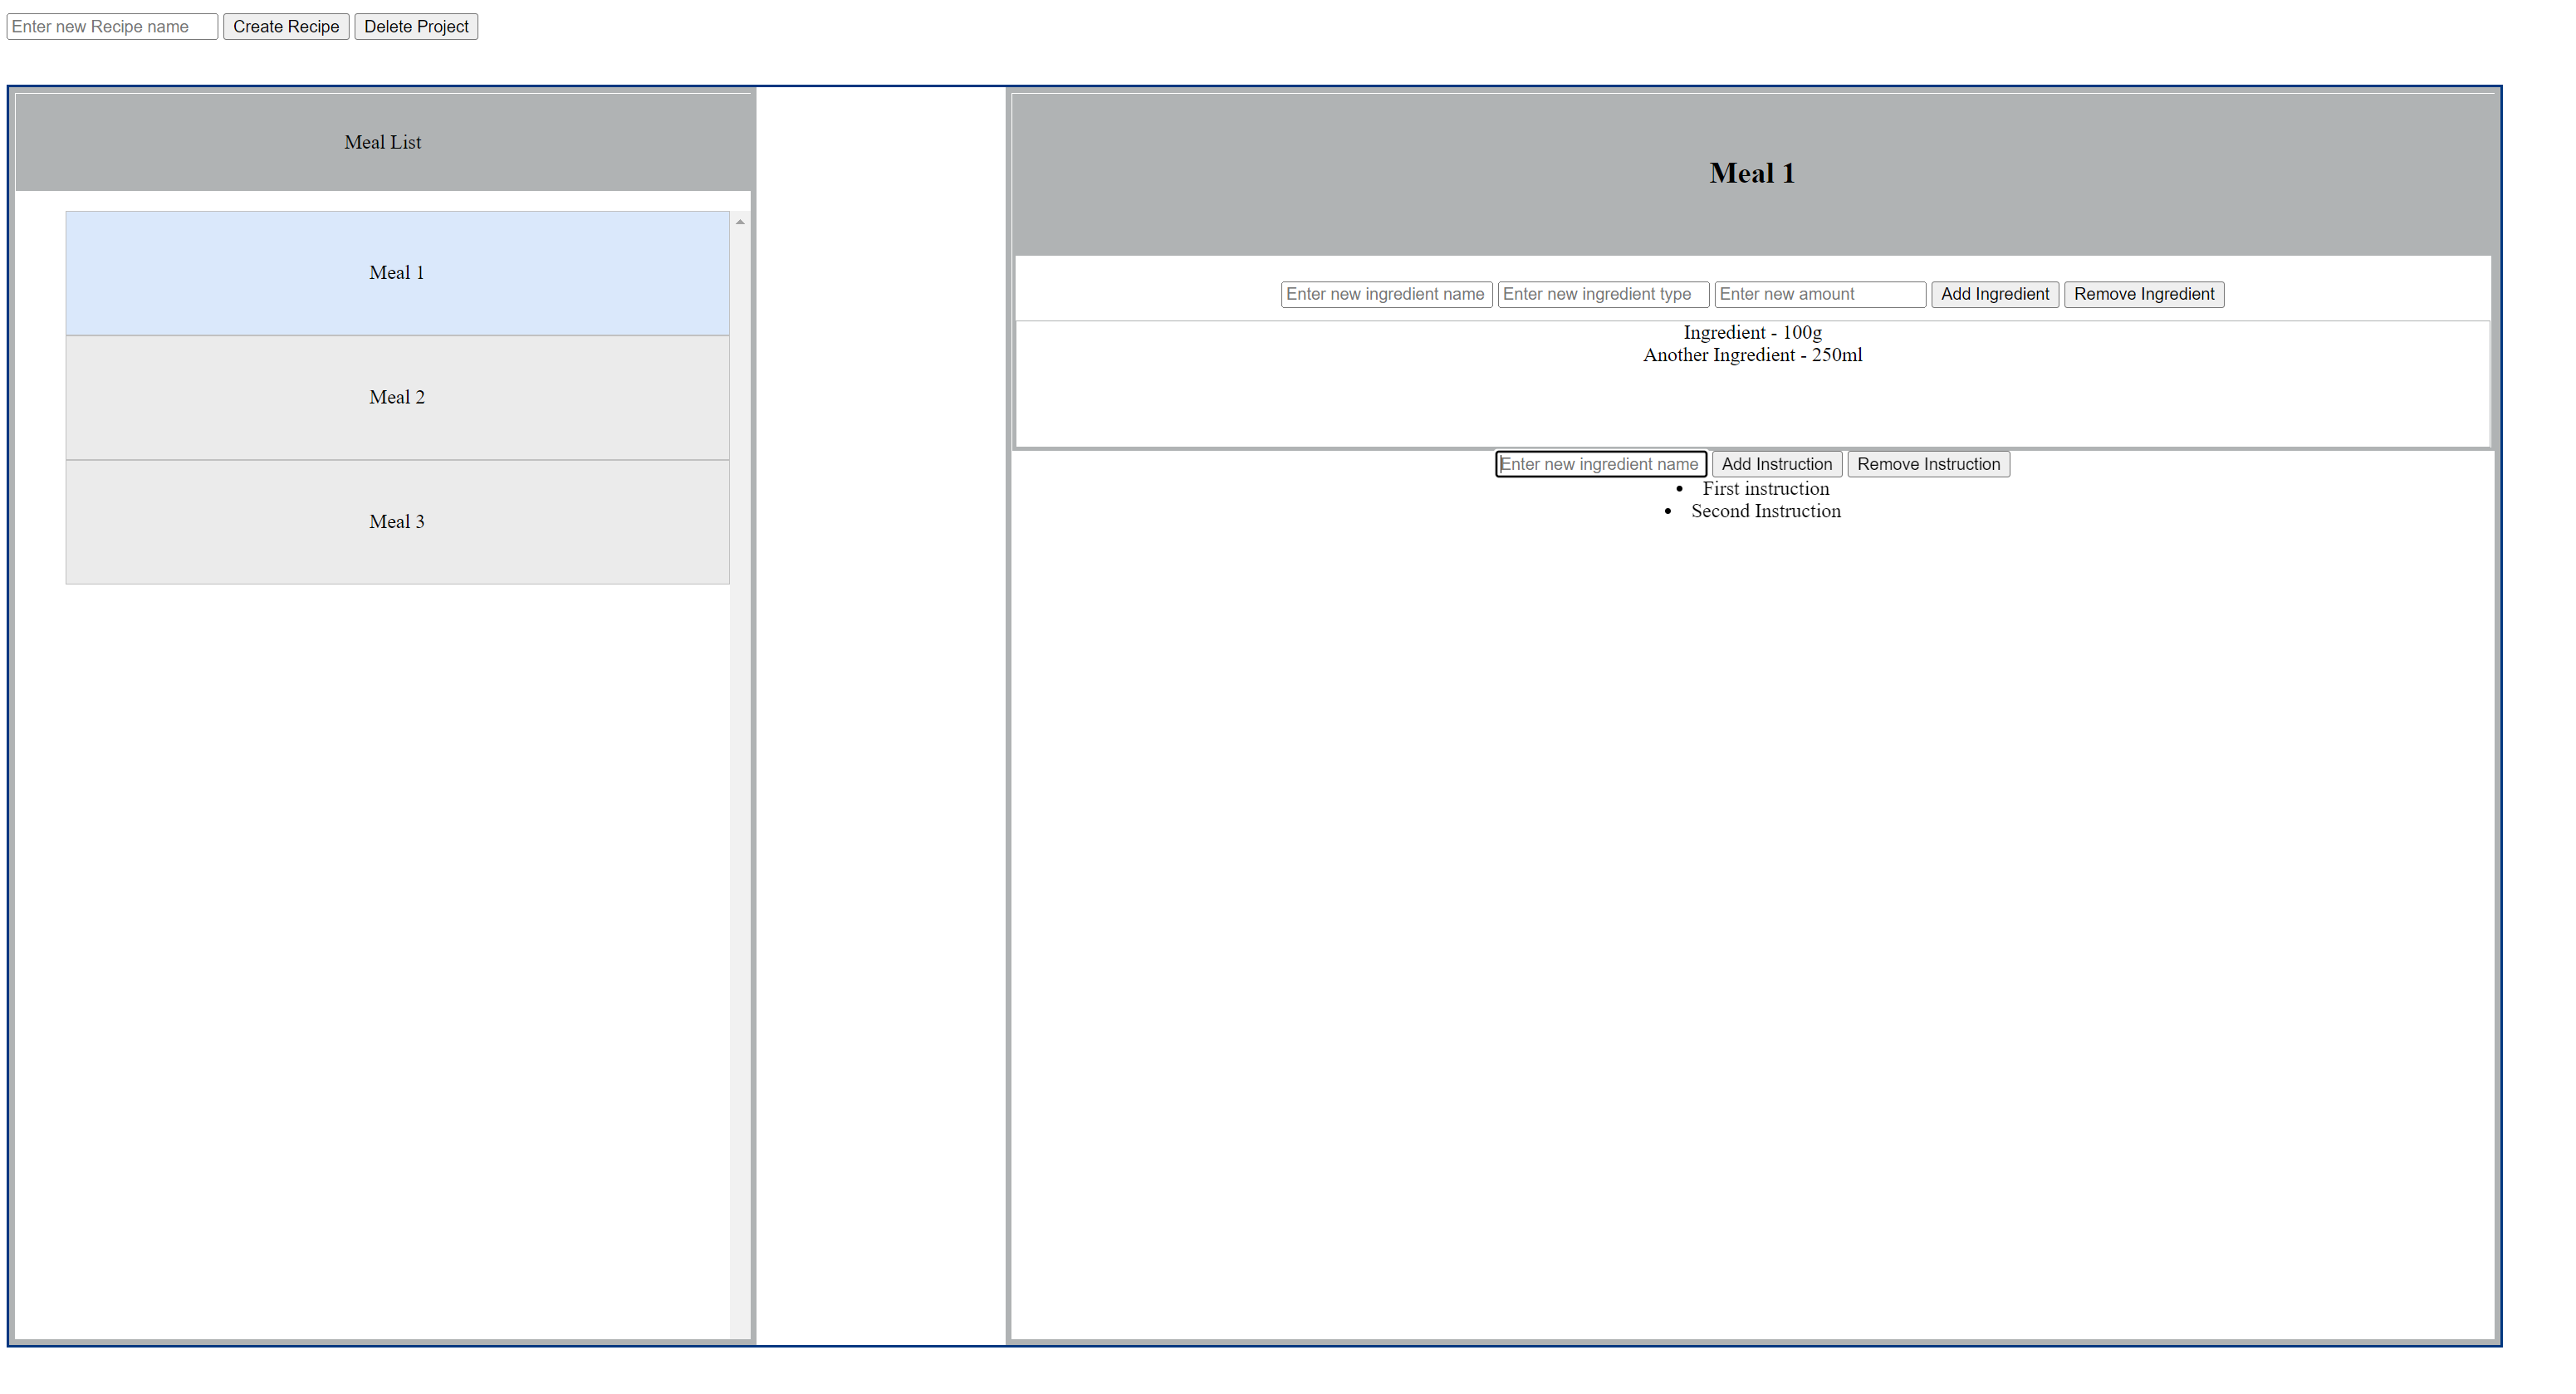 Enter new Recipe name Create Recipe Delete Project
Meal List
Meal 1
Meal 2
Meal 3
Meal 1
Enter new ingredient name Enter new ingredient type Enter new amount Add Ingredient Remove Ingredient
Ingredient - 100g
Another Ingredient - 250ml
Enter new ingredient name Add Instruction Remove Instruction
• First instruction
• Second Instruction